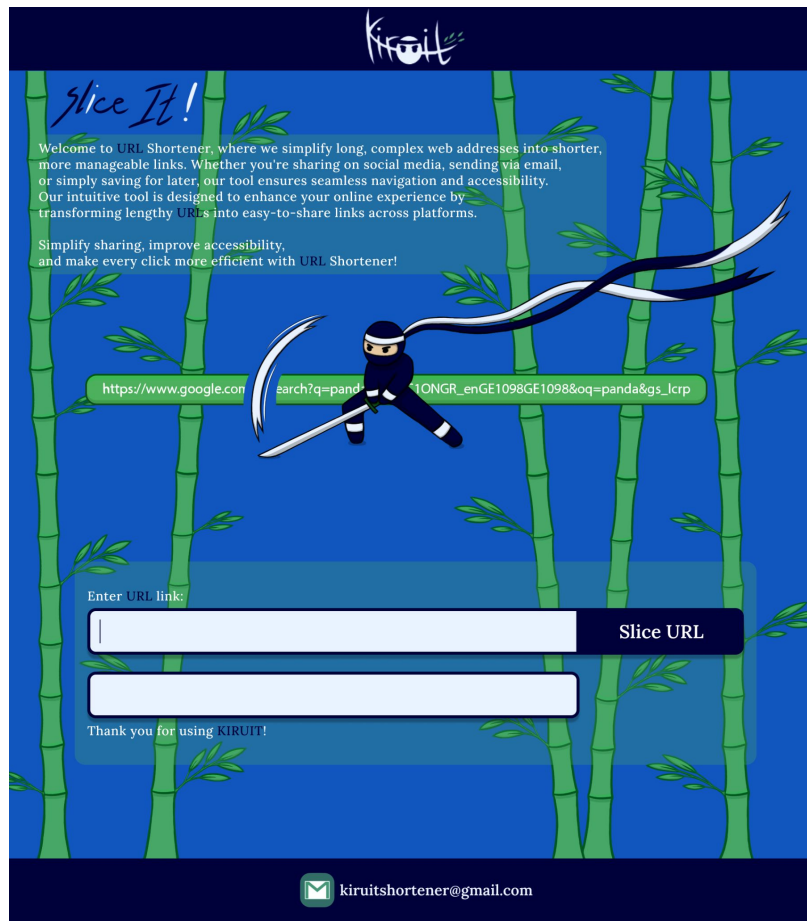 Kiruit
Slice It!
Welcome to URL Shortener, where we simplify long, complex web addresses into shorter,
more manageable links. Whether you're sharing on social media, sending via email,
or simply saving for later, our tool ensures seamless navigation and accessibility.
Our intuitive tool is designed to enhance your online experience by
transforming lengthy URLs into easy-to-share links across platforms.
Simplify sharing, improve accessibility,
and make every click more efficient with URL Shortener!
https://www.google.com earch?q=panda 1ONGR_enGE1098GE1098&oq=panda&gs_lcrp
Enter URL link:
Slice URL
Thank you for using KIRUIT!
kiruitshortener@gmail.com